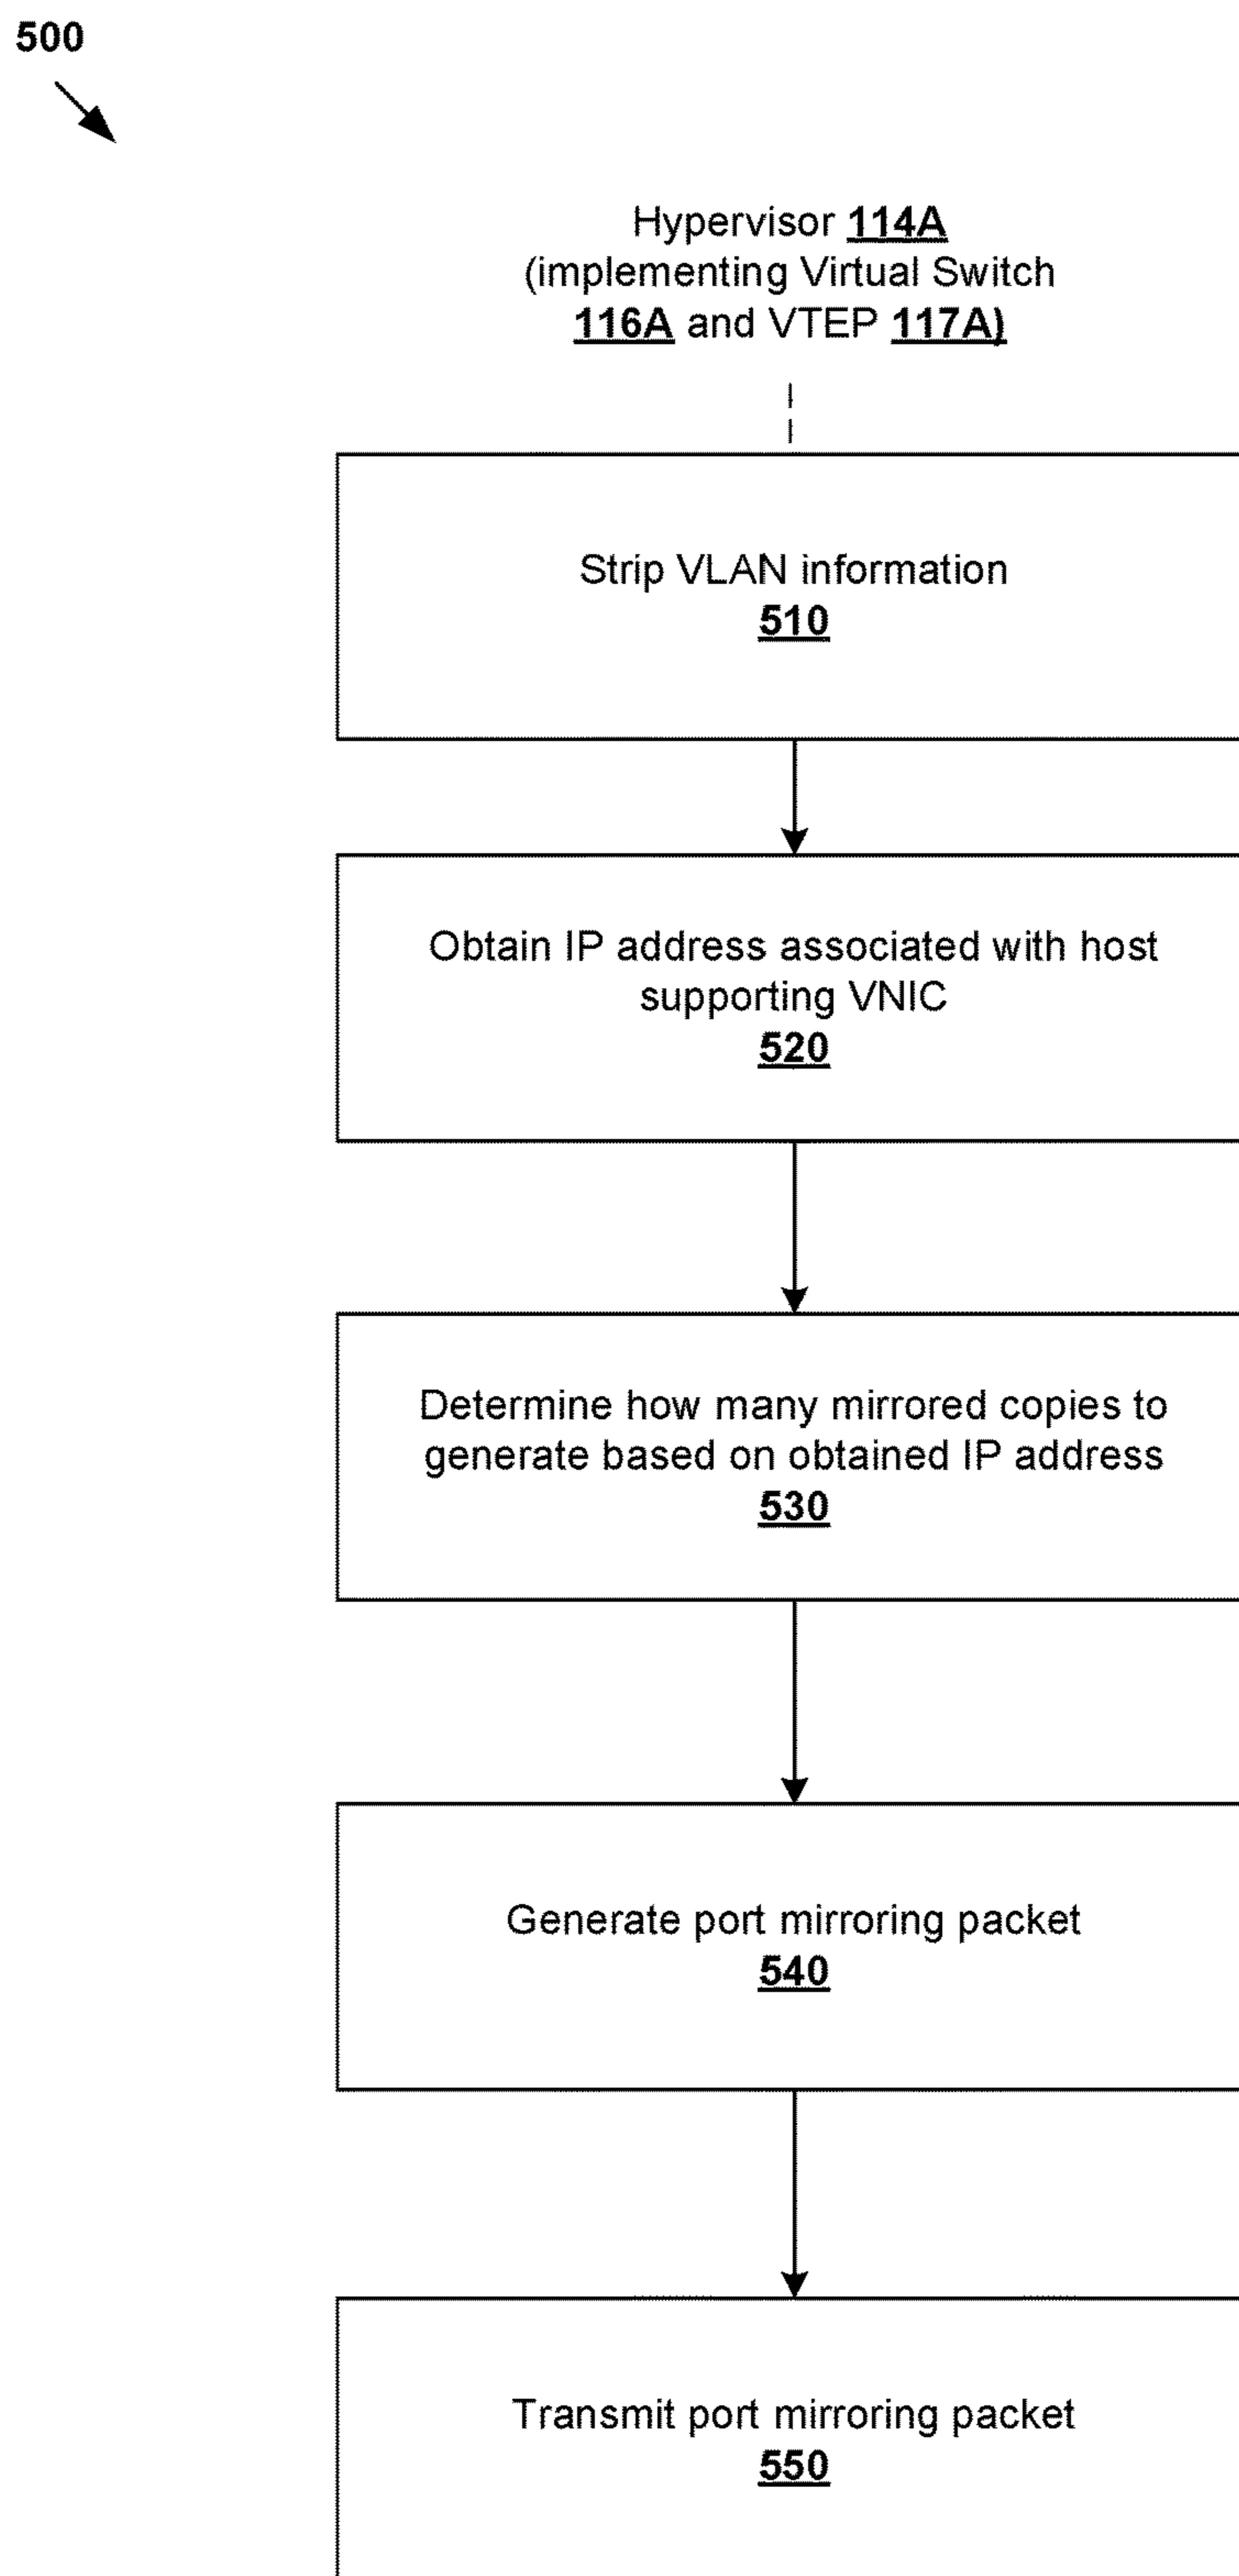 500
Hypervisor 114A
(implementing Virtual Switch
116A and VTEP 117A)
Strip VLAN information
510
Obtain IP address associated with host
supporting VNIC
520
Determine how many mirrored copies to
generate based on obtained IP address
530
Generate port mirroring packet
540
Transmit port mirroring packet
550